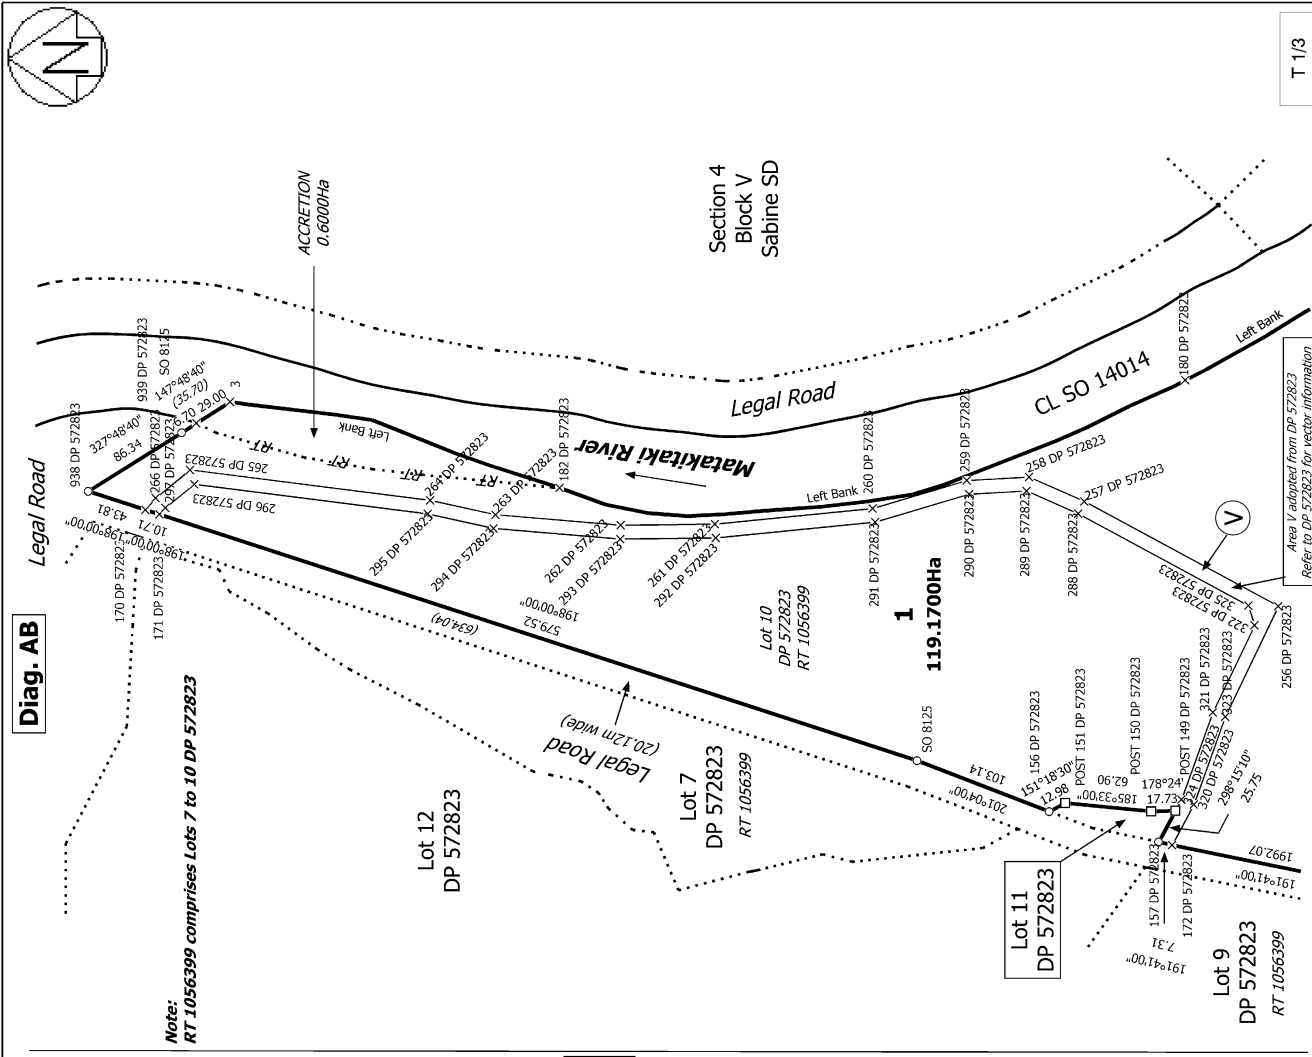 Diag. AB
N
T 1/3
Legal Road
938 DP 572823
939 DP 572823
SO 8125
147°48'40"
(35.70)
327°48'40"
86.34
6.70
29.00
3
ACCRETION
0.6000Ha
Section 4
Block V
Sabine SD
43.81
198°00'00"
10.71
198°00'00"
170 DP 572823
171 DP 572823
266 DP 572823
295 DP 572823
265 DP 572823
296 DP 572823
RT
RT
RT
RT
Left Bank
264 DP 572823
263 DP 572823
182 DP 572823
295 DP 572823
294 DP 572823
262 DP 572823
293 DP 572823
261 DP 572823
292 DP 572823
Matakitaki River
Legal Road
Left Bank
260 DP 572823
259 DP 572823
258 DP 572823
257 DP 572823
CL SO 14014
180 DP 572823
Left Bank
291 DP 572823
290 DP 572823
289 DP 572823
288 DP 572823
V
Area V adopted from DP 572823
Refer to DP 572823 for vector information
325 DP 572823
322 DP 572823
256 DP 572823
321 DP 572823
323 DP 572823
198°00'00"
579.52
(634.04)
Lot 10
DP 572823
RT 1056399
1
119.1700Ha
Legal Road
(20.12m wide)
Lot 7
DP 572823
RT 1056399
Lot 12
DP 572823
SO 8125
103.14
201°04'00"
156 DP 572823
151°18'30"
12.98
POST 151 DP 572823
62.90
185°33'00"
POST 150 DP 572823
178°24'
17.73
POST 149 DP 572823
324 DP 572823
320 DP 572823
298°15'10"
25.75
Lot 11
DP 572823
157 DP 572823
172 DP 572823
7.31
191°41'00"
1992.07
191°41'00"
Lot 9
DP 572823
RT 1056399
Note:
RT 1056399 comprises Lots 7 to 10 DP 572823